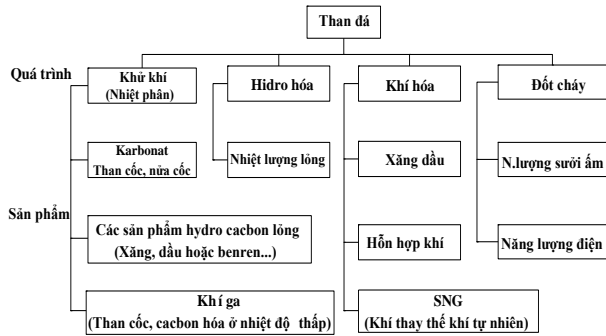 Than đá
Quá trình
Khử khí
(Nhiệt phân)
Hidro hóa
Khí hóa
Đốt cháy
Karbonat
Than cốc, nửa cốc
Nhiệt lượng lỏng
Xăng dầu
N.lượng sưởi ấm
Sản phẩm
Các sản phẩm hydro cacbon lỏng
(Xăng, dầu hoặc benren...)
Hỗn hợp khí
Năng lượng điện
Khí ga
(Than cốc, cacbon hóa ở nhiệt độ thấp)
SNG
(Khí thay thế khí tự nhiên)